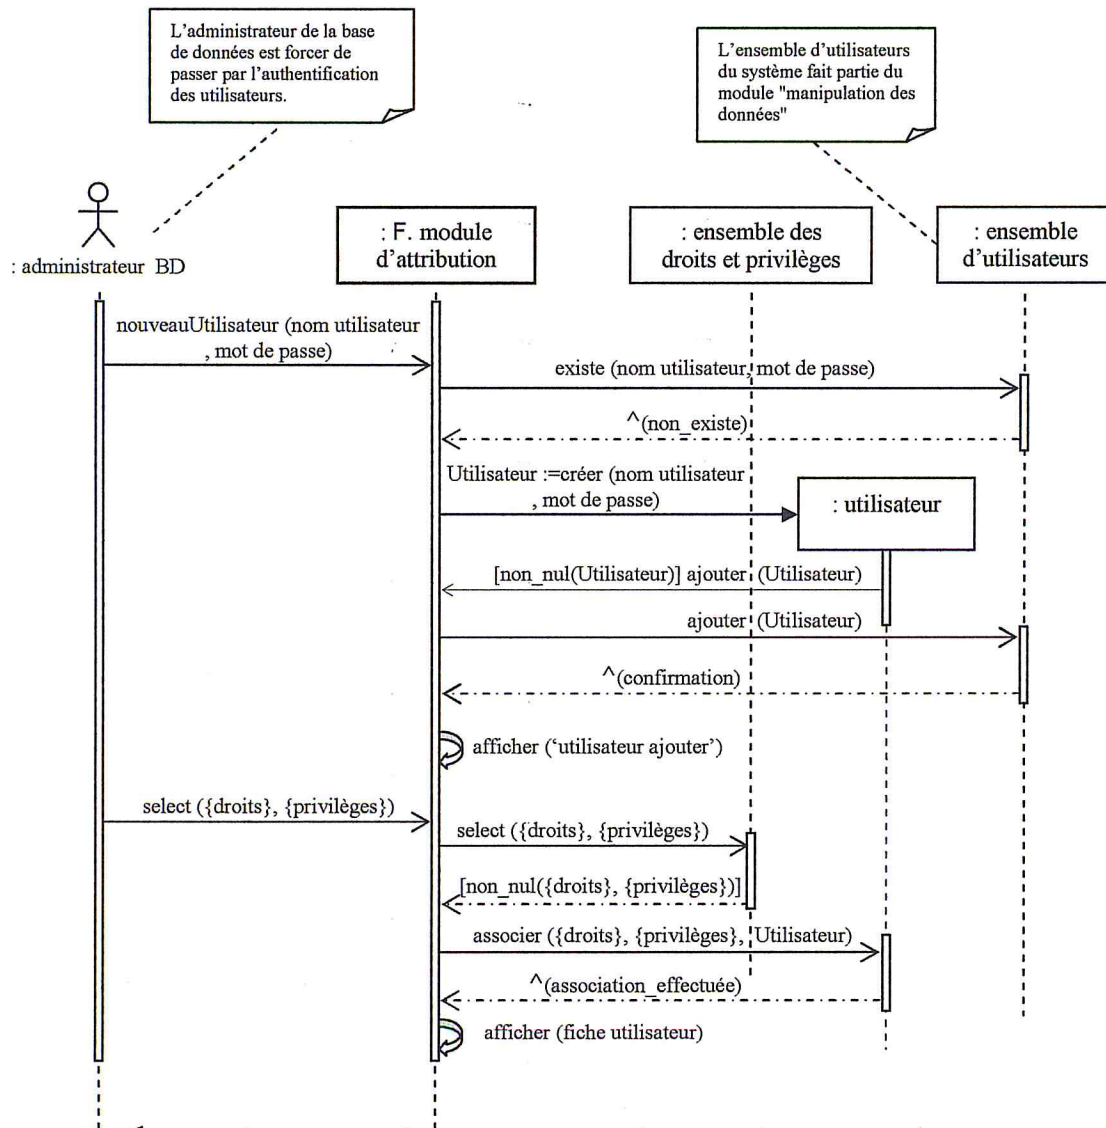 L'administrateur de la base
de données est forcer de
passer par l'authentification
des utilisateurs.
L'ensemble d'utilisateurs
du système fait partie du
module "manipulation des
données"
: administrateur BD
: F. module
d'attribution
: ensemble des
droits et privilèges
: ensemble
d'utilisateurs
nouveauUtilisateur (nom utilisateur
, mot de passe)
existe (nom utilisateur, mot de passe)
^(non_existe)
Utilisateur :=créer (nom utilisateur
, mot de passe)
: utilisateur
[non_nul(Utilisateur)] ajouter (Utilisateur)
ajouter (Utilisateur)
^(confirmation)
afficher (‘utilisateur ajouter’)
select ({droits}, {privilèges})
select ({droits}, {privilèges})
[non_nul({droits}, {privilèges})]
associer ({droits}, {privilèges}, Utilisateur)
^(association_effectuée)
afficher (fiche utilisateur)